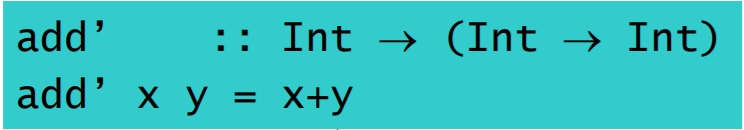 add’ :: Int → (Int → Int)
add’ x y = x+y